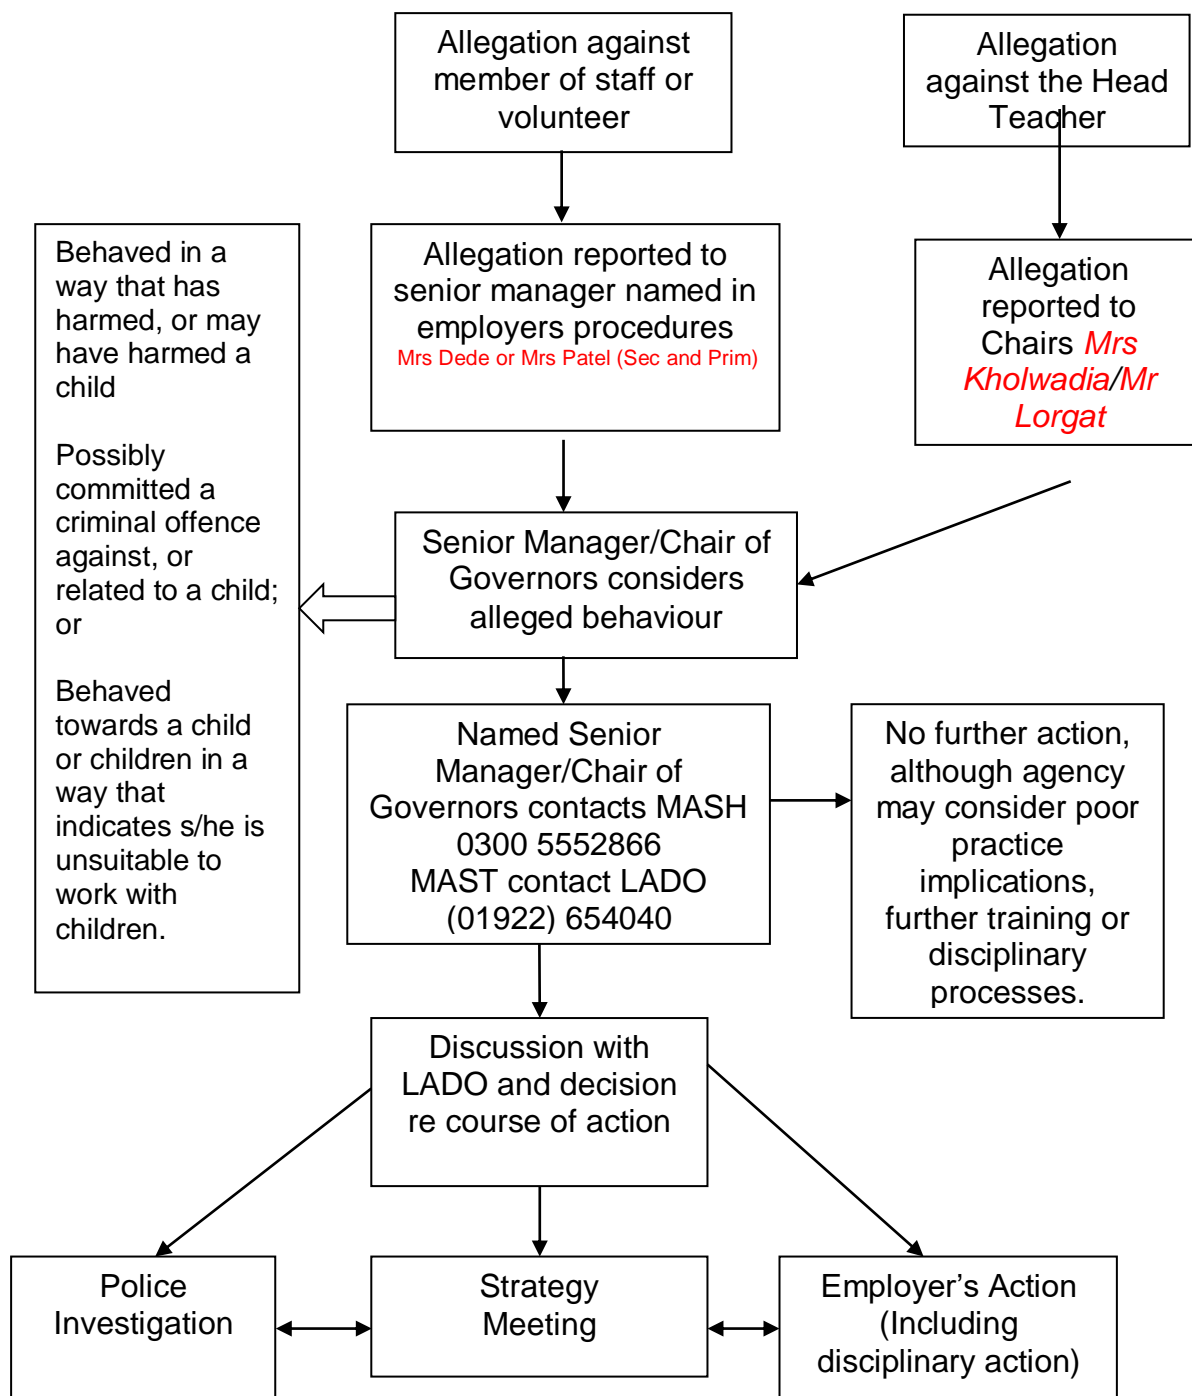 Allegation against
member of staff or
volunteer
Allegation
against the Head
Teacher
Allegation reported to
senior manager named in
employers procedures
Mrs Dede or Mrs Patel (Sec and Prim)
Allegation
reported to
Chairs Mrs
Kholwadia/Mr
Lorgat
Behaved in a
way that has
harmed, or may
have harmed a
child
Possibly
committed a
criminal offence
against, or
related to a child;
or
Behaved
towards a child
or children in a
way that
indicates s/he is
unsuitable to
work with
children.
Senior Manager/Chair of
Governors considers
alleged behaviour
Named Senior
Manager/Chair of
Governors contacts MASH
0300 5552866
MAST contact LADO
(01922) 654040
No further action,
although agency
may consider poor
practice
implications,
further training or
disciplinary
processes.
Discussion with
LADO and decision
re course of action
Police
Investigation
Strategy
Meeting
Employer’s Action
(Including
disciplinary action)